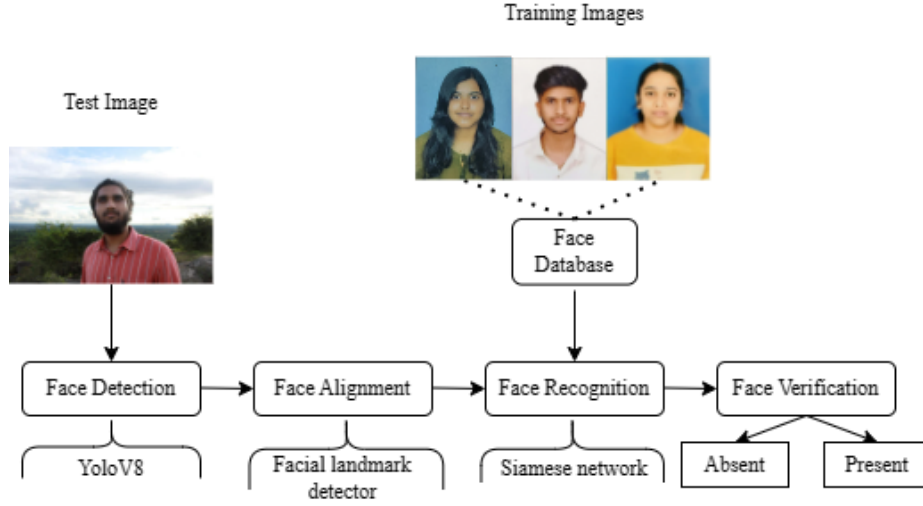 Training Images
Test Image
Face
Database
Face Detection
Face Alignment
Face Recognition
Face Verification
YoloV8
Facial landmark
detector
Siamese network
Absent
Present